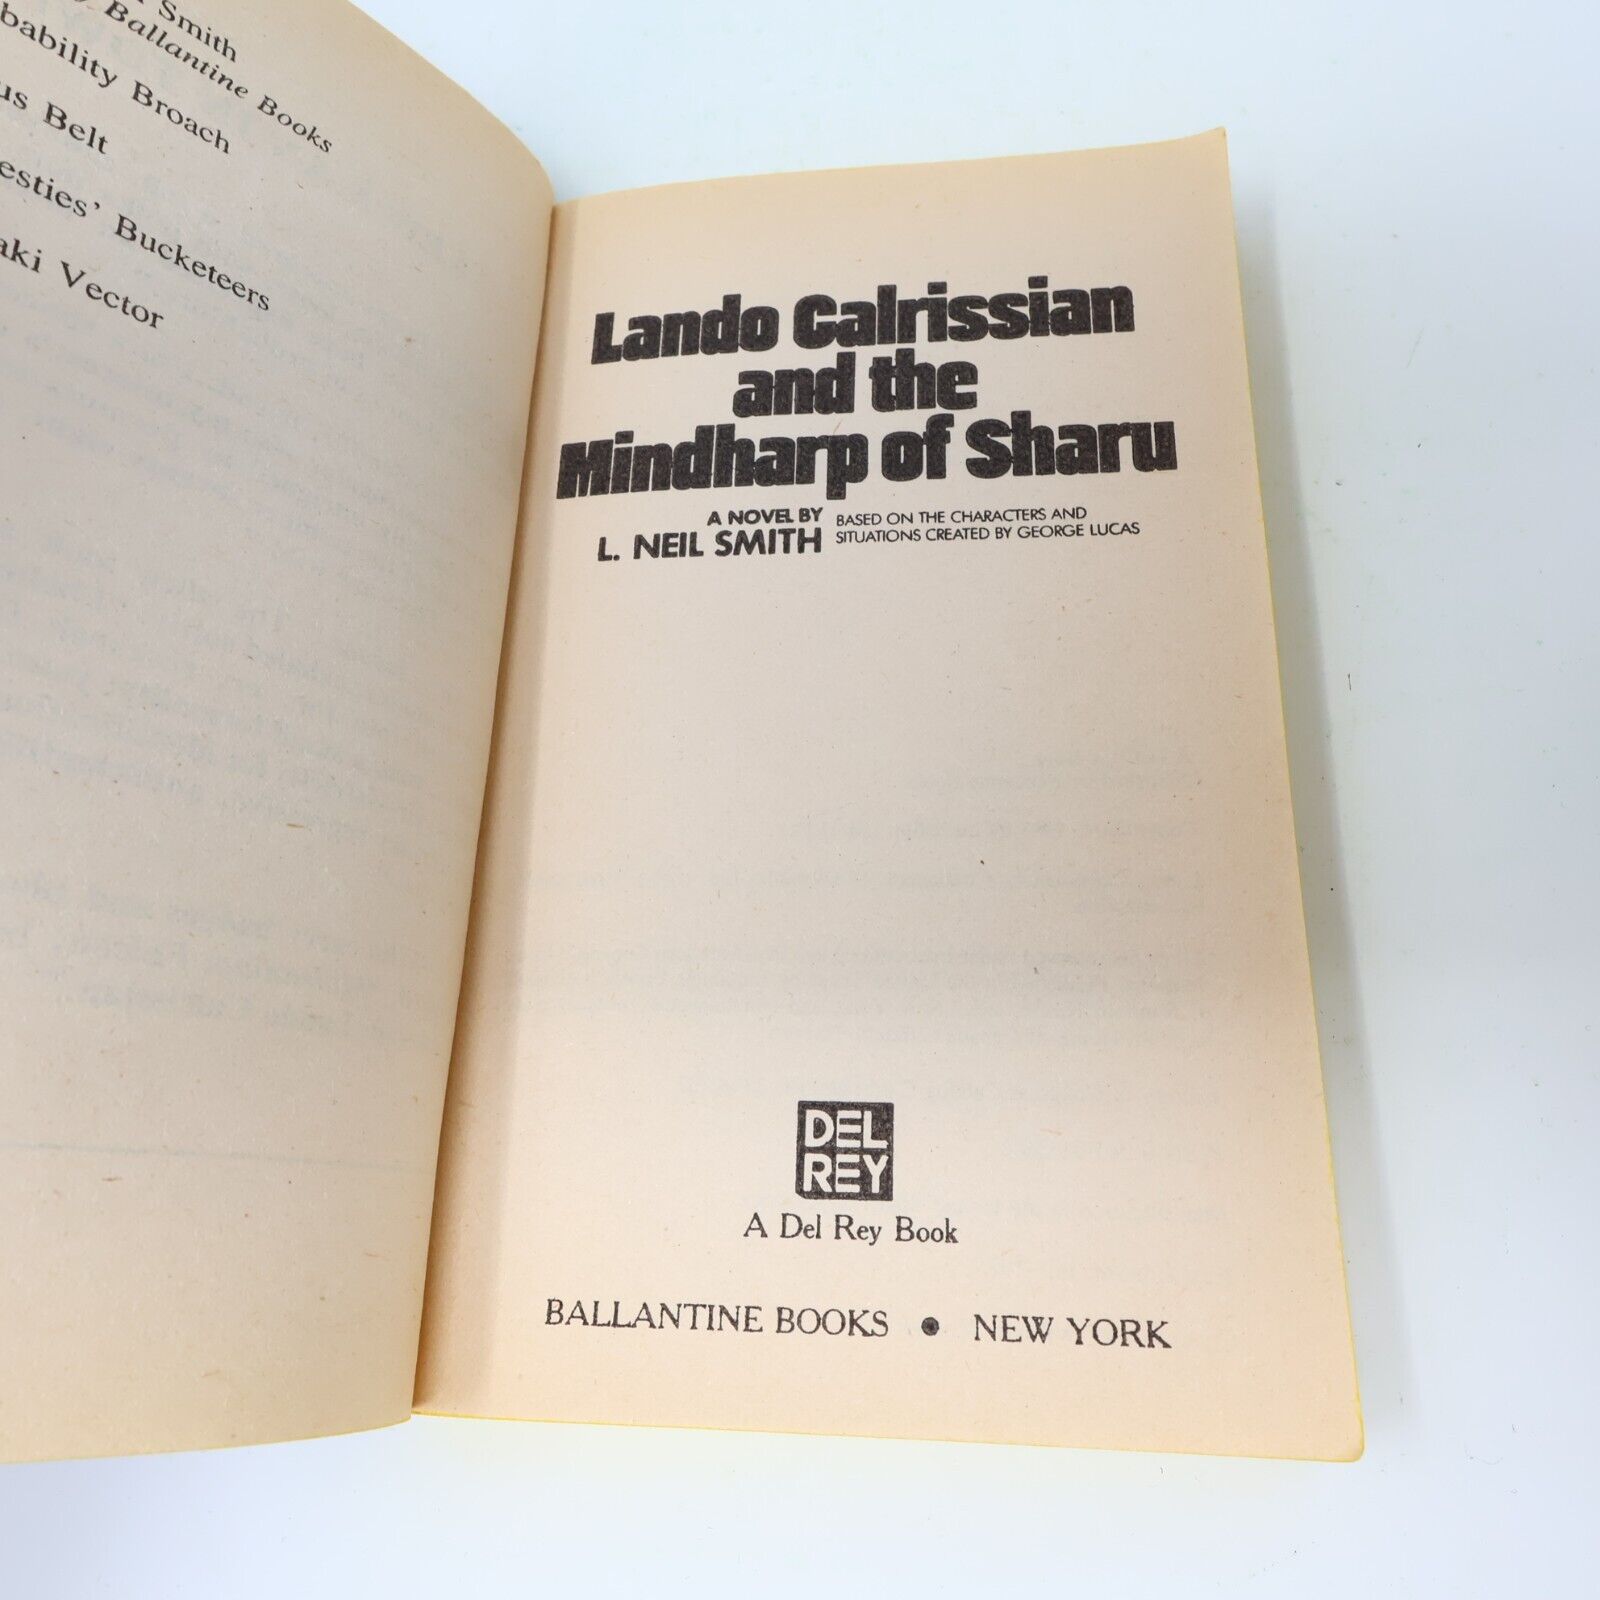 Smith
Ballantine Books
bability Broach
us Belt
esties' Bucketeers
aki Vector
Lando Calrissian
and the
Mindharp of Sharu
A NOVEL BY
L. NEIL SMITH
BASED ON THE CHARACTERS AND
SITUATIONS CREATED BY GEORGE LUCAS
DEL
REY
A Del Rey Book
BALLANTINE BOOKS • NEW YORK